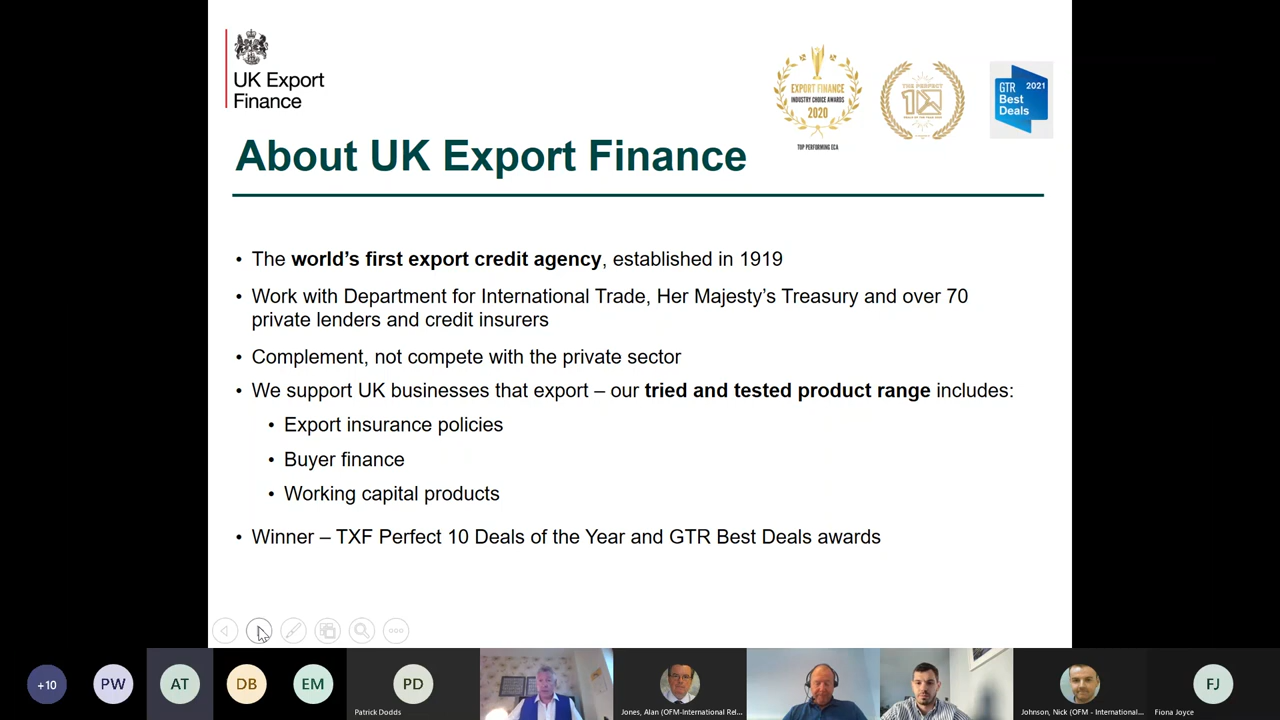 UK Export
Finance
EXPORT FINANCE
INDUSTRY CHOICE AWARDS
2020
TOP PERFORMING ECA
THE PERFECT
10
GTR
Best
Deals
2021
About UK Export Finance
• The world’s first export credit agency, established in 1919
• Work with Department for International Trade, Her Majesty’s Treasury and over 70
private lenders and credit insurers
• Complement, not compete with the private sector
• We support UK businesses that export – our tried and tested product range includes:
• Export insurance policies
• Buyer finance
• Working capital products
• Winner – TXF Perfect 10 Deals of the Year and GTR Best Deals awards
+10
PW
AT
DB
EM
PD
Patrick Dodds
Jones, Alan (OFM-International Rel...
Johnson, Nick (OFM - International...
FJ
Fiona Joyce